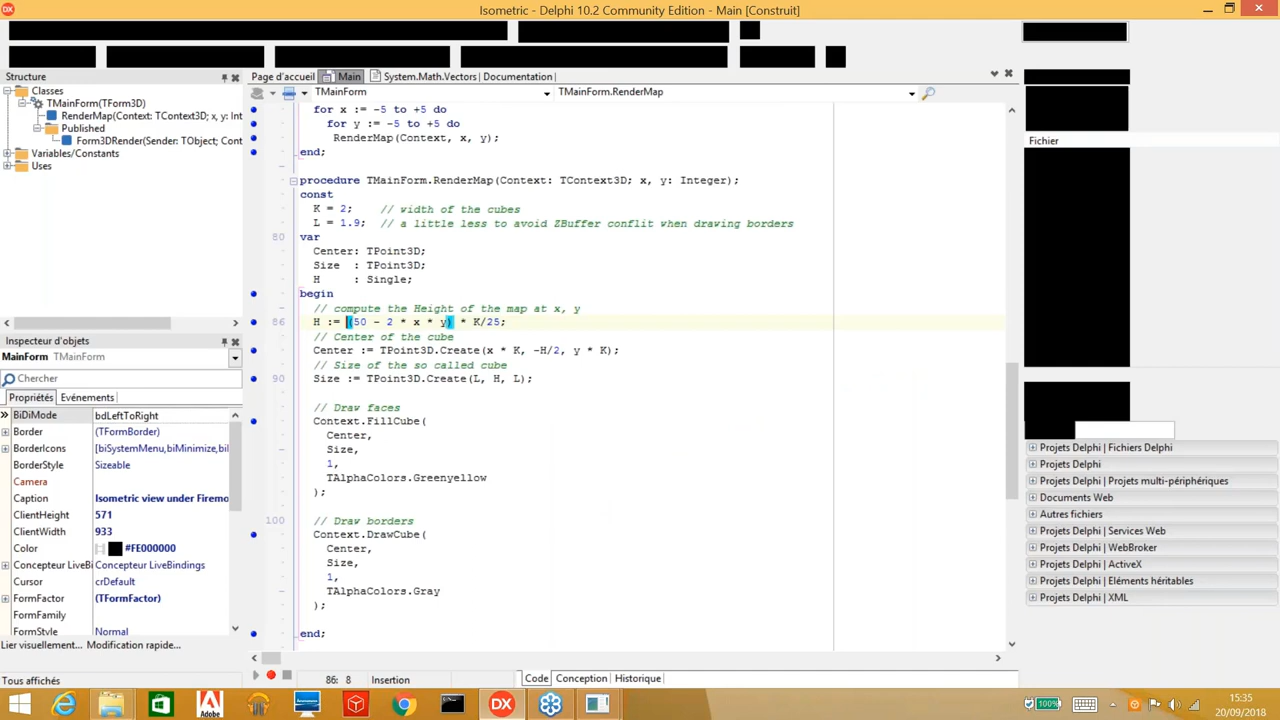 Isometric - Delphi 10.2 Community Edition - Main [Construit]
Structure
Classes
TMainForm(TForm3D)
RenderMap(Context: TContext3D; x, y: Int
Published
Form3DRender(Sender: TObject; Cont
Variables/Constants
Uses
Inspecteur d'objets
MainForm (TMainForm)
Chercher
Propriétés Evénements
BiDiMode bdLeftToRight
Border (TFormBorder)
BorderIcons [biSystemMenu,biMinimize,bi
BorderStyle Sizeable
Camera
Caption Isometric view under Firemo
ClientHeight 571
ClientWidth 933
Color #FE000000
Concepteur LiveBi Concepteur LiveBindings
Cursor crDefault
FormFactor (TFormFactor)
FormFamily
FormStyle Normal
Lier visuellement... Modification rapide...
Tous affichés
Page d'accueil Main System.Math.Vectors | Documentation
TMainForm TMainForm.RenderMap
for x := -5 to +5 do
for y := -5 to +5 do
RenderMap(Context, x, y);
end;
procedure TMainForm.RenderMap(Context: TContext3D; x, y: Integer);
const
K = 2; // width of the cubes
L = 1.9; // a little less to avoid ZBuffer conflit when drawing borders
80 var
Center: TPoint3D;
Size : TPoint3D;
H : Single;
begin
// compute the Height of the map at x, y
86 H := (50 - 2 * x * y) * K/25;
// Center of the cube
Center := TPoint3D.Create(x * K, -H/2, y * K);
// Size of the so called cube
90 Size := TPoint3D.Create(L, H, L);
// Draw faces
Context.FillCube(
Center,
Size,
1,
TAlphaColors.Greenyellow
);
100 // Draw borders
Context.DrawCube(
Center,
Size,
1,
TAlphaColors.Gray
);
end;
86: 8 Insertion Code Conception Historique
Fichier
Projets Delphi | Fichiers Delphi
Projets Delphi
Projets Delphi | Projets multi-périphériques
Documents Web
Autres fichiers
Projets Delphi | Services Web
Projets Delphi | WebBroker
Projets Delphi | ActiveX
Projets Delphi | Eléments héritables
Projets Delphi | XML
DX
Adobe
DX
100%
15:35
20/09/2018